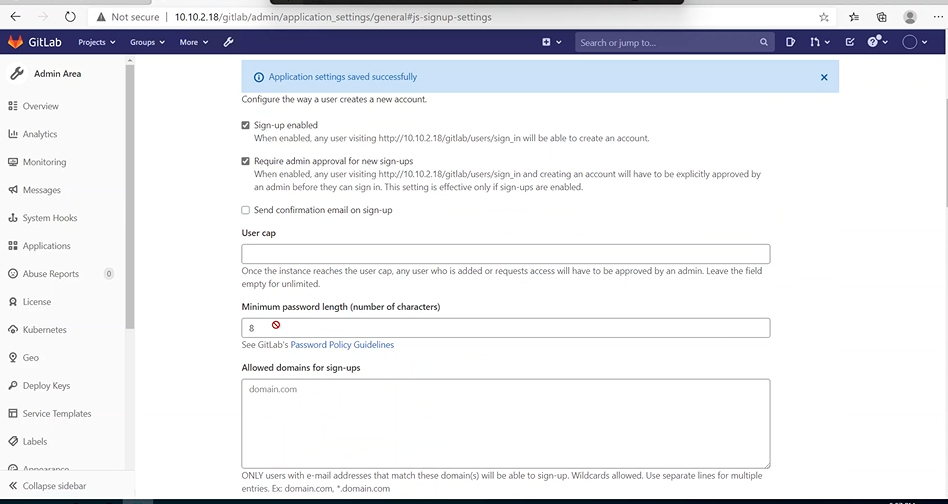 Not secure | 10.10.2.18/gitlab/admin/application_settings/general#js-signup-settings
GitLab Projects Groups More Search or jump to...
Admin Area
Overview
Analytics
Monitoring
Messages
System Hooks
Applications
Abuse Reports 0
License
Kubernetes
Geo
Deploy Keys
Service Templates
Labels
Appearance
Collapse sidebar
Application settings saved successfully
Configure the way a user creates a new account.
Sign-up enabled
When enabled, any user visiting http://10.10.2.18/gitlab/users/sign_in will be able to create an account.
Require admin approval for new sign-ups
When enabled, any user visiting http://10.10.2.18/gitlab/users/sign_in and creating an account will have to be explicitly approved by
an admin before they can sign in. This setting is effective only if sign-ups are enabled.
Send confirmation email on sign-up
User cap
Once the instance reaches the user cap, any user who is added or requests access will have to be approved by an admin. Leave the field
empty for unlimited.
Minimum password length (number of characters)
8
See GitLab's Password Policy Guidelines
Allowed domains for sign-ups
domain.com
ONLY users with e-mail addresses that match these domain(s) will be able to sign-up. Wildcards allowed. Use separate lines for multiple
entries. Ex: domain.com, *.domain.com